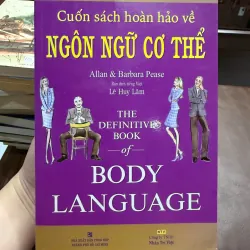 Cuốn sách hoàn hảo về
NGÔN NGỮ CƠ THỂ
Allan & Barbara Pease
Lê Huy Lâm
THE
DEFINITIVE
BOOK
of
BODY
LANGUAGE